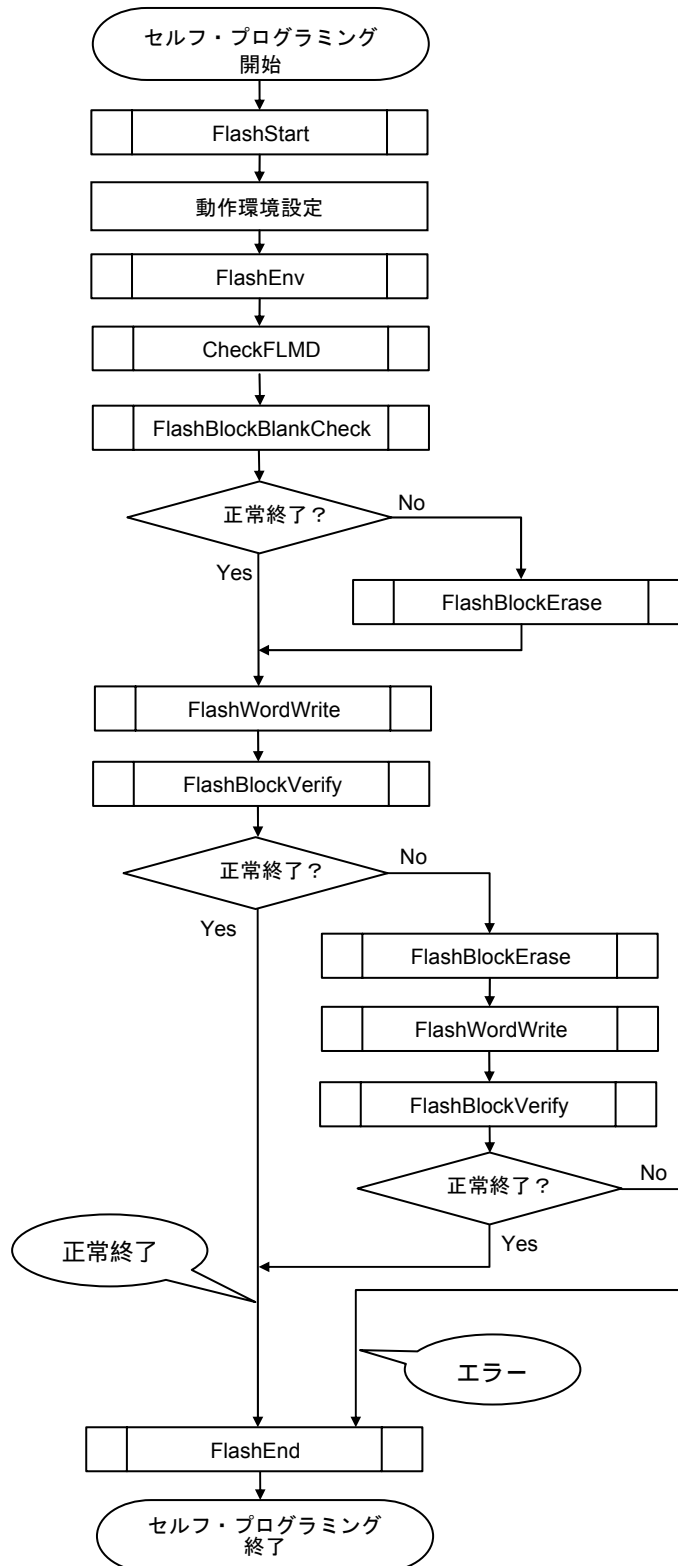 セルフ・プログラミング
開始
FlashStart
動作環境設定
FlashEnv
CheckFLMD
FlashBlockBlankCheck
正常終了？
No
Yes
FlashBlockErase
FlashWordWrite
FlashBlockVerify
正常終了？
No
Yes
FlashBlockErase
FlashWordWrite
FlashBlockVerify
正常終了？
No
Yes
正常終了
エラー
FlashEnd
セルフ・プログラミング
終了